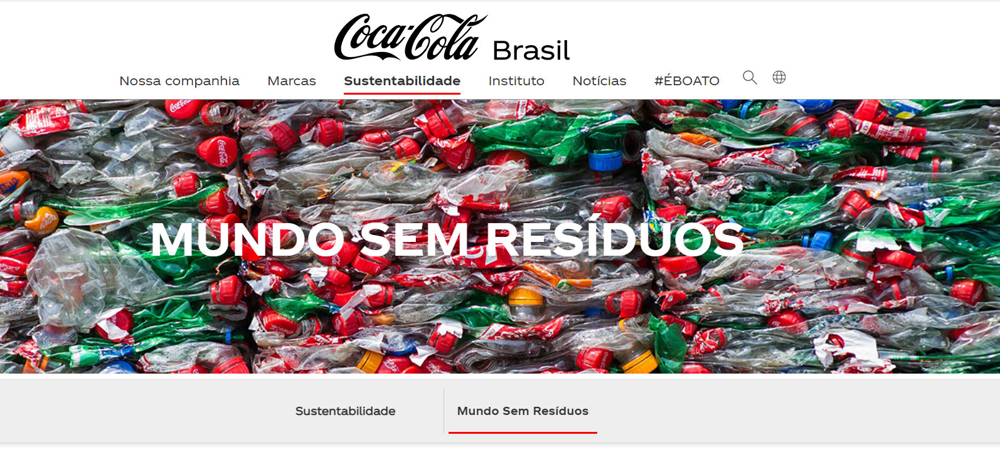 Coca-Cola Brasil
Nossa companhia Marcas Sustentabilidade Instituto Notícias #ÉBOATO
MUNDO SEM RESÍDUOS
Sustentabilidade Mundo Sem Resíduos